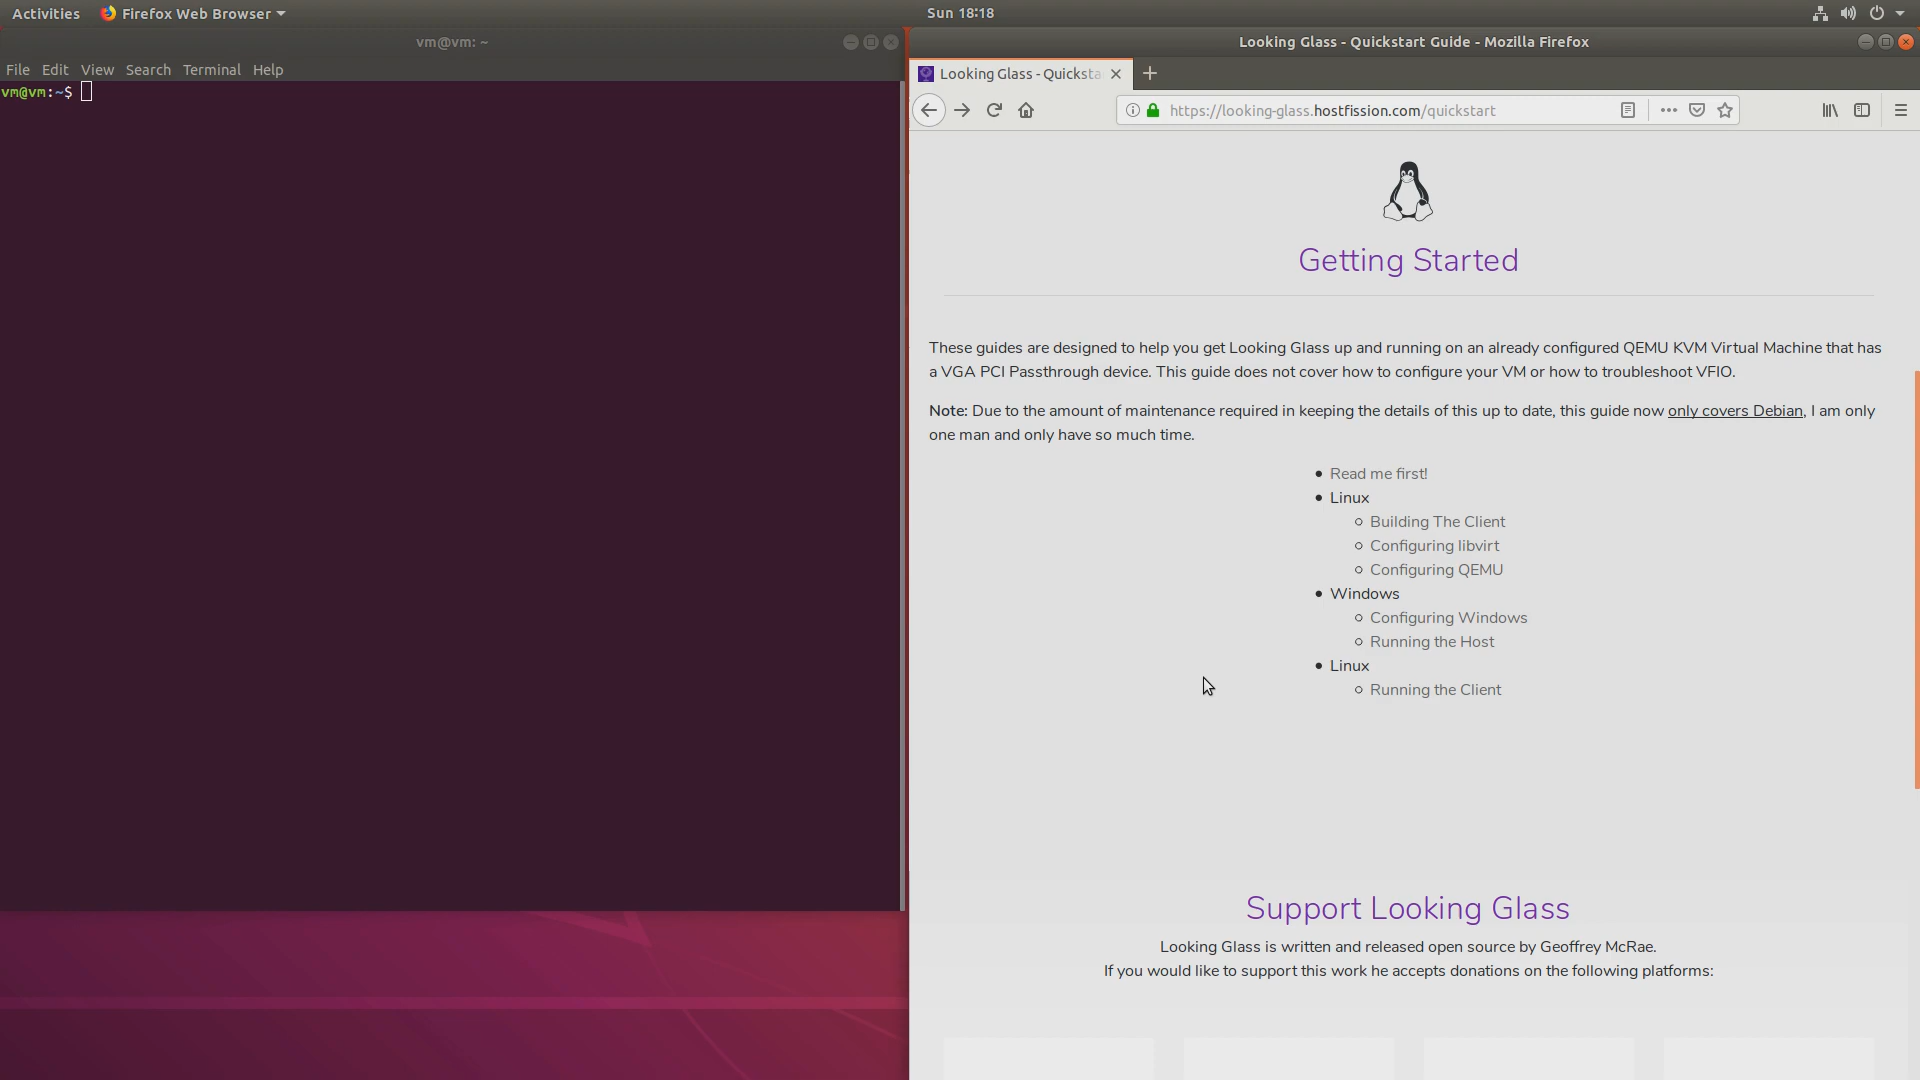 Activities Firefox Web Browser Sun 18:18
vm@vm: ~
File Edit View Search Terminal Help
vm@vm:~$
Looking Glass - Quickstart Guide - Mozilla Firefox
Looking Glass - Quicksta
https://looking-glass.hostfission.com/quickstart
Getting Started
These guides are designed to help you get Looking Glass up and running on an already configured QEMU KVM Virtual Machine that has
a VGA PCI Passthrough device. This guide does not cover how to configure your VM or how to troubleshoot VFIO.
Note: Due to the amount of maintenance required in keeping the details of this up to date, this guide now only covers Debian, I am only
one man and only have so much time.
Read me first!
Linux
Building The Client
Configuring libvirt
Configuring QEMU
Windows
Configuring Windows
Running the Host
Linux
Running the Client
Support Looking Glass
Looking Glass is written and released open source by Geoffrey McRae.
If you would like to support this work he accepts donations on the following platforms: